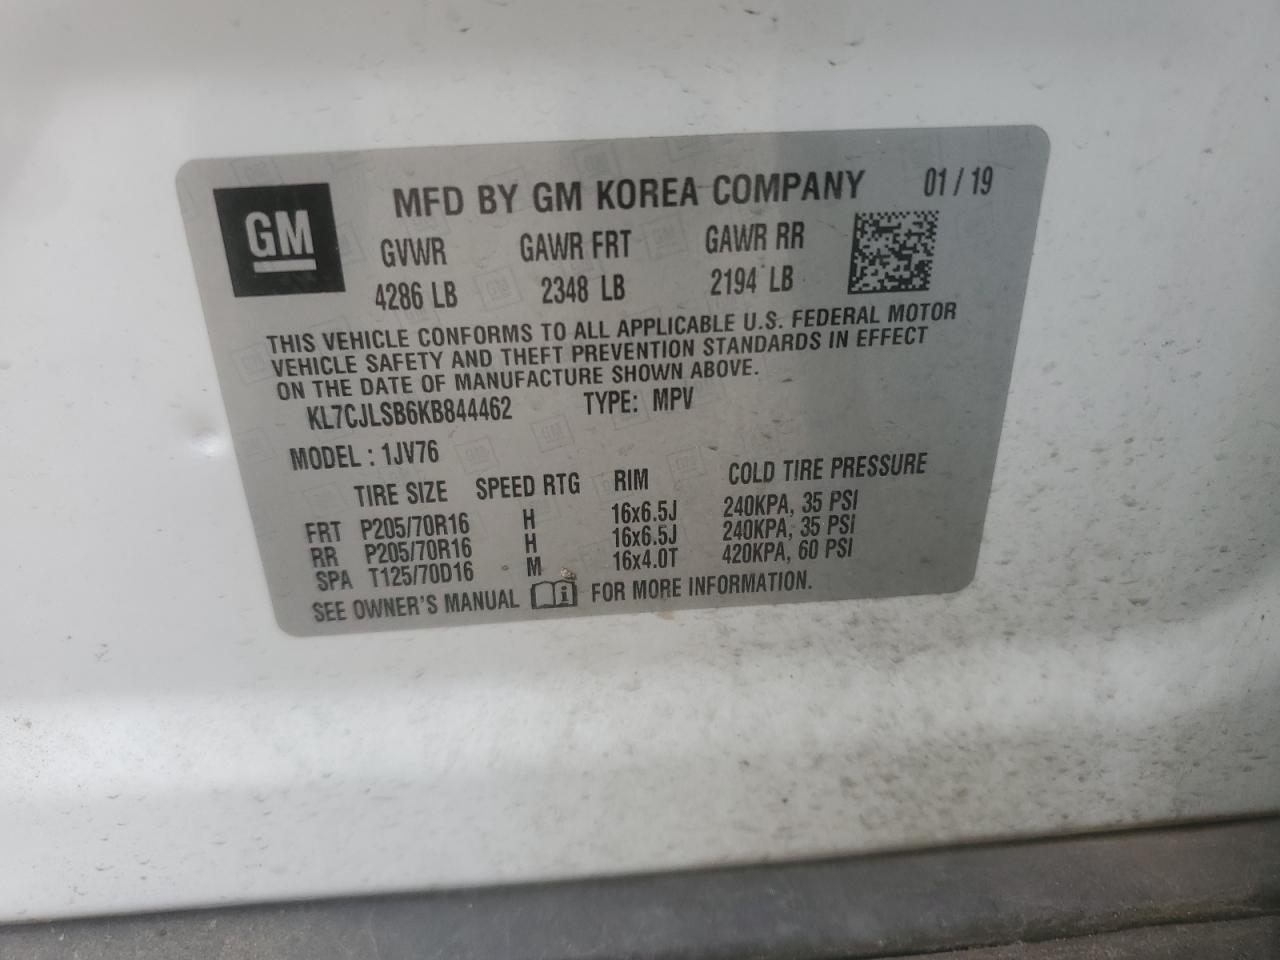 GM
MFD BY GM KOREA COMPANY 01 / 19
GVWR GAWR FRT GAWR RR
4286 LB 2348 LB 2194 LB
THIS VEHICLE CONFORMS TO ALL APPLICABLE U.S. FEDERAL MOTOR
VEHICLE SAFETY AND THEFT PREVENTION STANDARDS IN EFFECT
ON THE DATE OF MANUFACTURE SHOWN ABOVE.
KL7CJLSB6KB844462 TYPE: MPV
MODEL : 1JV76
TIRE SIZE SPEED RTG RIM COLD TIRE PRESSURE
FRT P205/70R16 H 16x6.5J 240KPA, 35 PSI
RR P205/70R16 H 16x6.5J 240KPA, 35 PSI
SPA T125/70D16 M 16x4.0T 420KPA, 60 PSI
SEE OWNER'S MANUAL i FOR MORE INFORMATION.